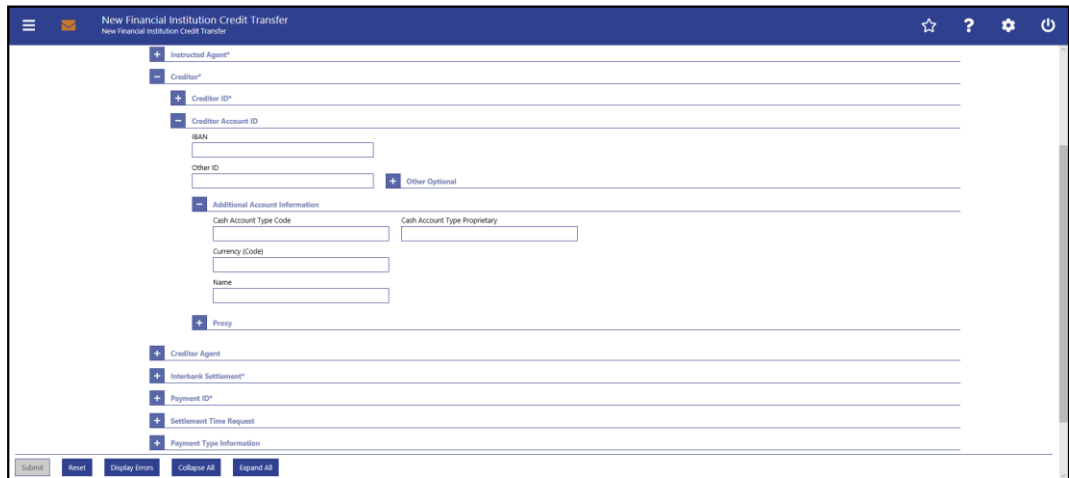 New Financial Institution Credit Transfer
New Financial Institution Credit Transfer
Instructed Agent*
Creditor*
Creditor ID*
Creditor Account ID
IBAN
Other ID
Other Optional
Additional Account Information
Cash Account Type Code Cash Account Type Proprietary
Currency (Code)
Name
Proxy
Creditor Agent
Interbank Settlement*
Payment ID*
Settlement Time Request
Payment Type Information
Submit Reset Display Errors Collapse All Expand All